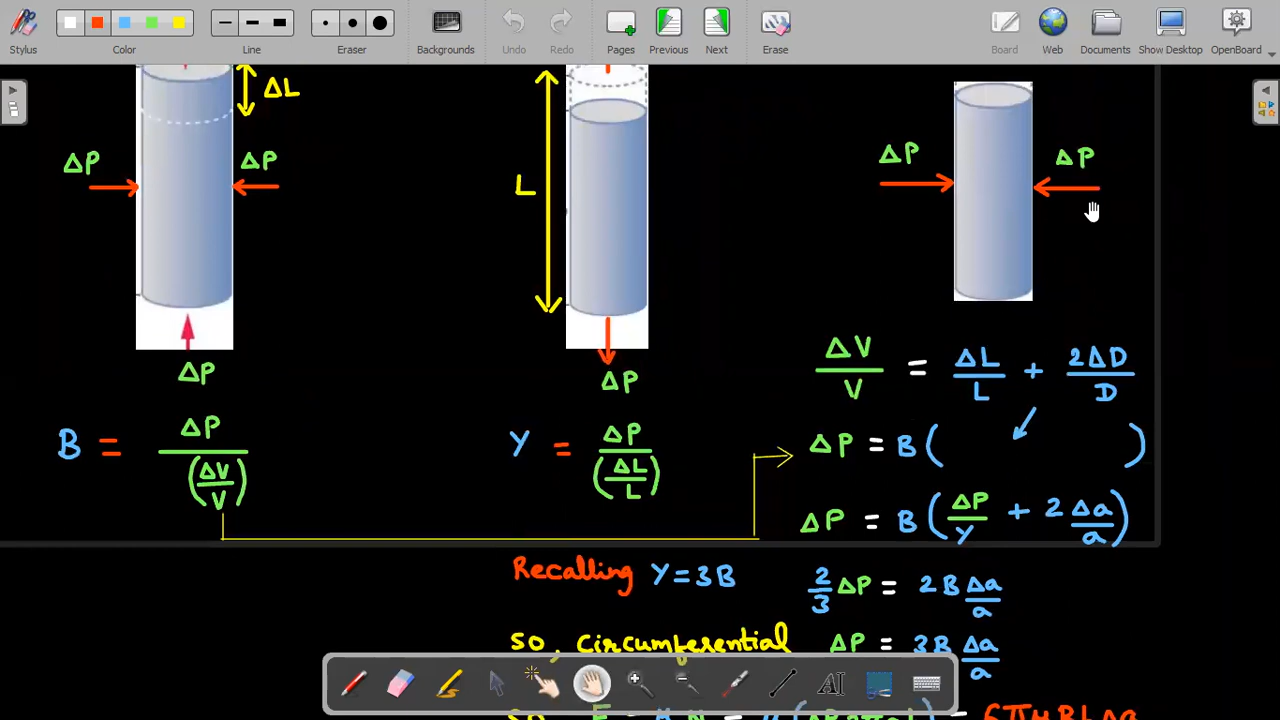 Stylus
Color
Line
Eraser
Backgrounds
Undo
Redo
Pages
Previous
Next
Erase
Board
Web
Documents
Show Desktop
OpenBoard
ΔL
ΔP
ΔP
ΔP
B = ΔP / (ΔV/V)
L
ΔP
Y = ΔP / (ΔL/L)
ΔP
ΔP
ΔV/V = ΔL/L + 2ΔD/D
ΔP = B( )
ΔP = B(ΔP/Y + 2Δa/a)
Recalling Y=3B
2/3 ΔP = 2B Δa/a
So, Circumferential
ΔP = 3B Δa/a